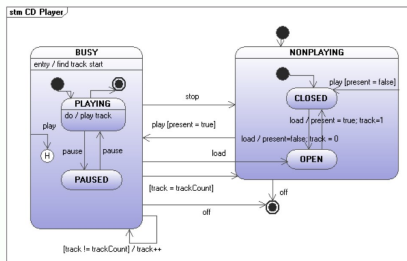 stm CD Player
BUSY
entry / find track start
PLAYING
do / play track
play
H
pause
pause
PAUSED
[track != trackCount] / track++
stop
play [present = true]
load
[track = trackCount]
off
NONPLAYING
CLOSED
play [present = false]
load / present = true; track=1
load / present=false; track = 0
OPEN
off